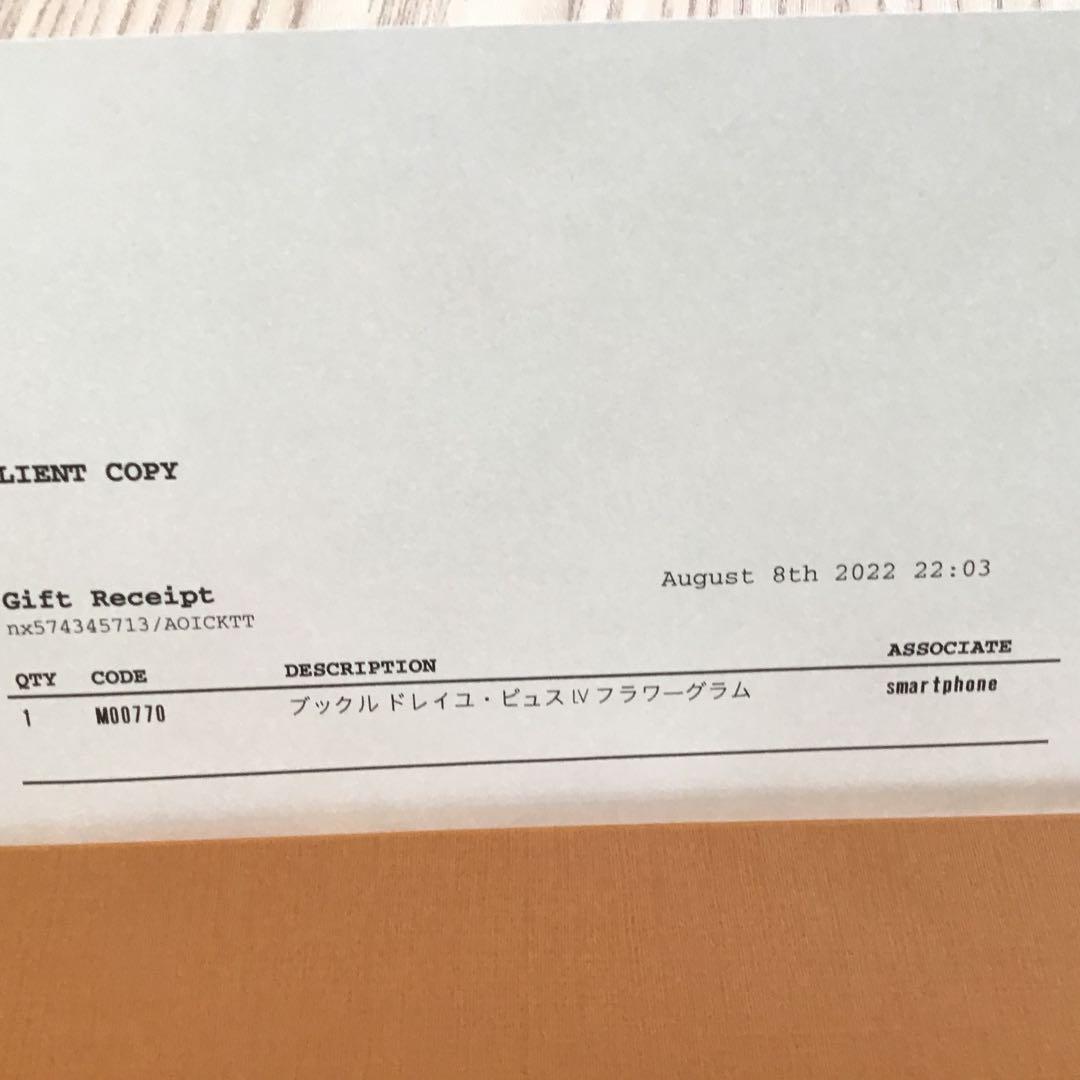 LIENT COPY
August 8th 2022 22:03
Gift Receipt
nx574345713/AOICKTT
QTY CODE DESCRIPTION ASSOCIATE
1 M00770 ブックル ドレイユ・ピュス LV フラワーグラム smartphone